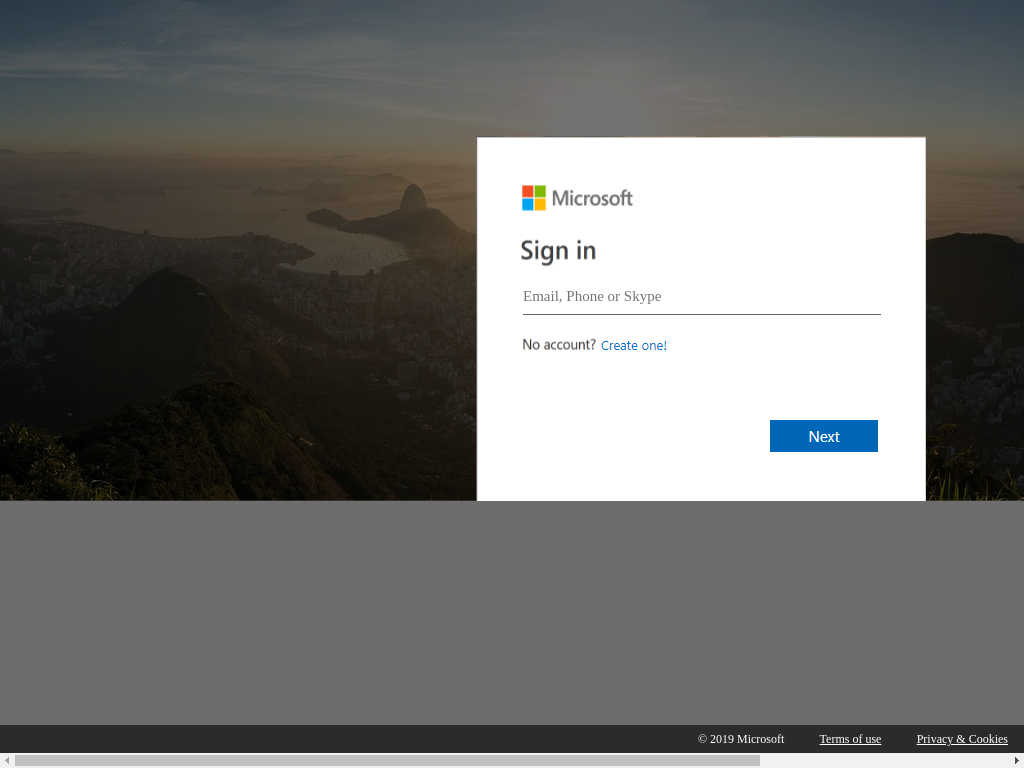 Microsoft
Sign in
Email, Phone or Skype
No account? Create one!
Next
© 2019 Microsoft Terms of use Privacy & Cookies